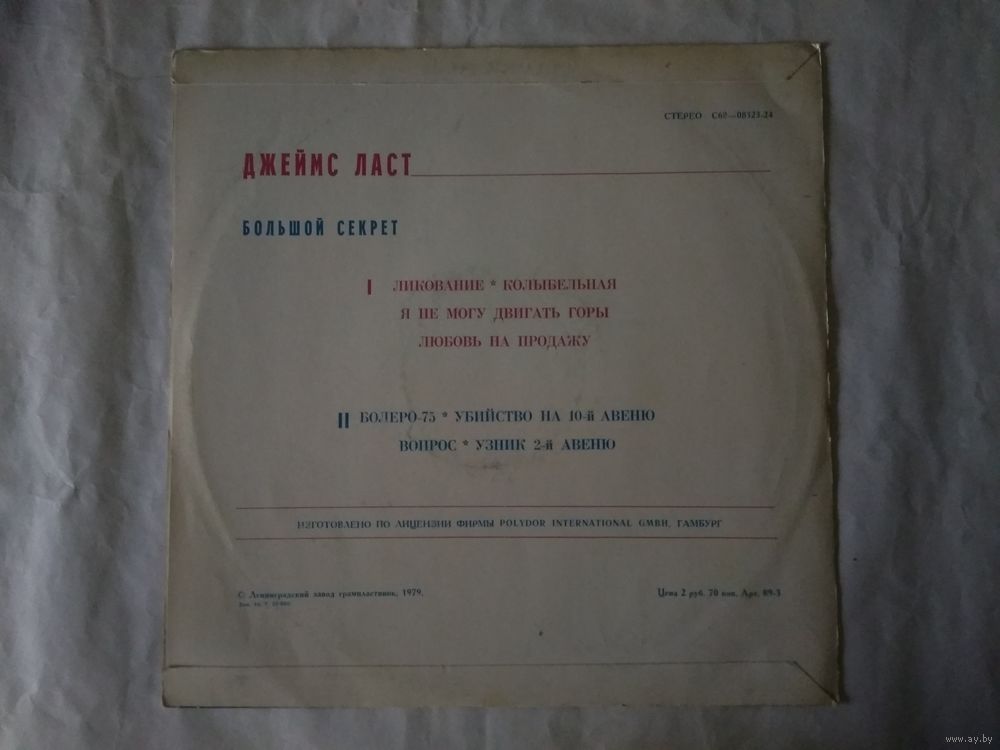 СТЕРЕО С60—08323-24
ДЖЕЙМС ЛАСТ
БОЛЬШОЙ СЕКРЕТ
I ЛИКОВАНИЕ * КОЛЫБЕЛЬНАЯ
Я НЕ МОГУ ДВИГАТЬ ГОРЫ
ЛЮБОВЬ НА ПРОДАЖУ
II БОЛЕРО-75 * УБИЙСТВО НА 10-й АВЕНЮ
ВОПРОС * УЗНИК 2-й АВЕНЮ
ИЗГОТОВЛЕНО ПО ЛИЦЕНЗИИ ФИРМЫ POLYDOR INTERNATIONAL GMBH, ГАМБУРГ
© Ленинградский завод грампластинок, 1979.
Цена 2 руб. 70 коп. Арт. 89-3
www.ay.by